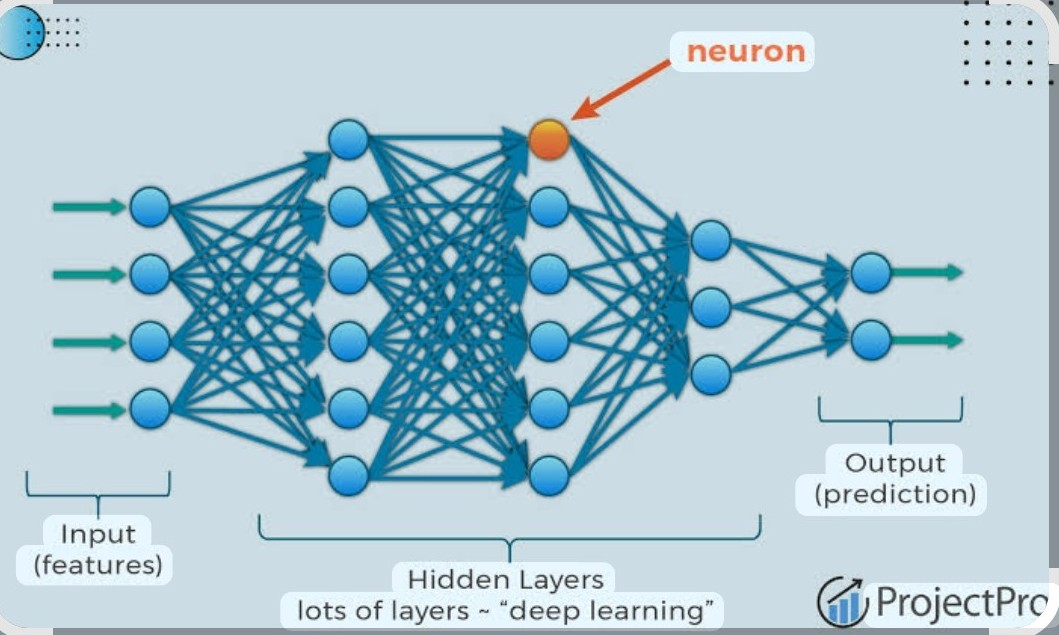 neuron
Input
(features)
Hidden Layers
lots of layers ~ “deep learning”
Output
(prediction)
ProjectPro